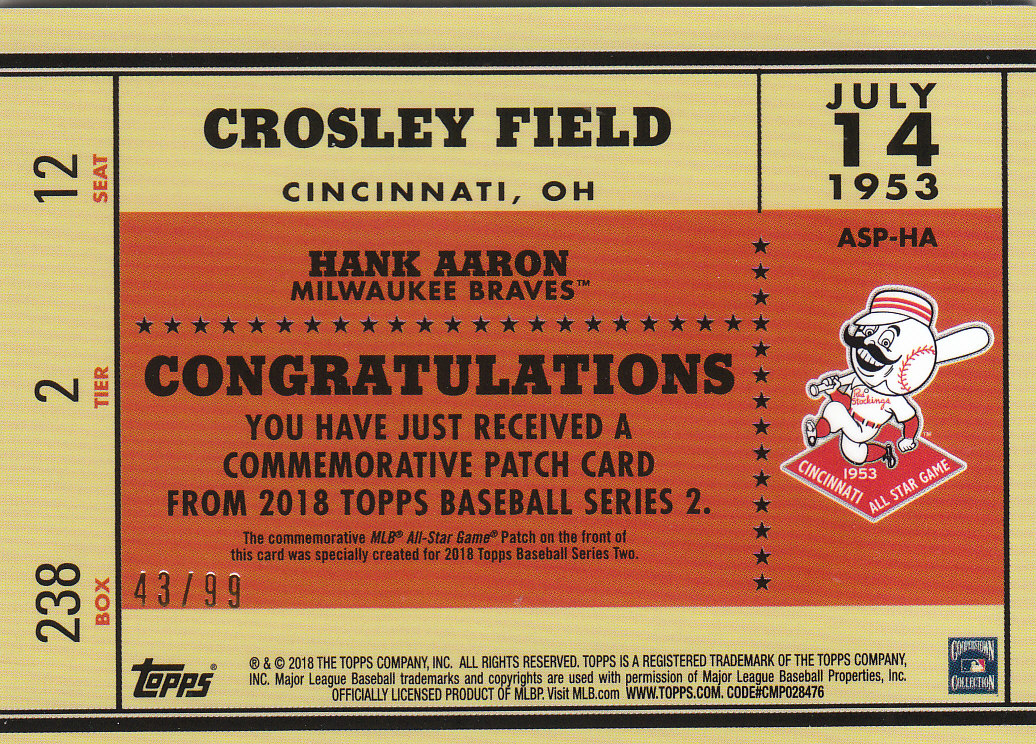 12 SEAT
2 TIER
238 BOX
CROSLEY FIELD
CINCINNATI, OH
JULY
14
1953
ASP-HA
HANK AARON
MILWAUKEE BRAVES™
CONGRATULATIONS
YOU HAVE JUST RECEIVED A
COMMEMORATIVE PATCH CARD
FROM 2018 TOPPS BASEBALL SERIES 2.
The commemorative MLB® All-Star Game® Patch on the front of
this card was specially created for 2018 Topps Baseball Series Two.
43/99
Red
Stockings
™
1953
CINCINNATI ALL STAR GAME
Topps®
® & © 2018 THE TOPPS COMPANY, INC. ALL RIGHTS RESERVED. TOPPS IS A REGISTERED TRADEMARK OF THE TOPPS COMPANY,
INC. Major League Baseball trademarks and copyrights are used with permission of Major League Baseball Properties, Inc.
OFFICIALLY LICENSED PRODUCT OF MLBP. Visit MLB.com WWW.TOPPS.COM. CODE#CMP028476
COOPERSTOWN
COLLECTION